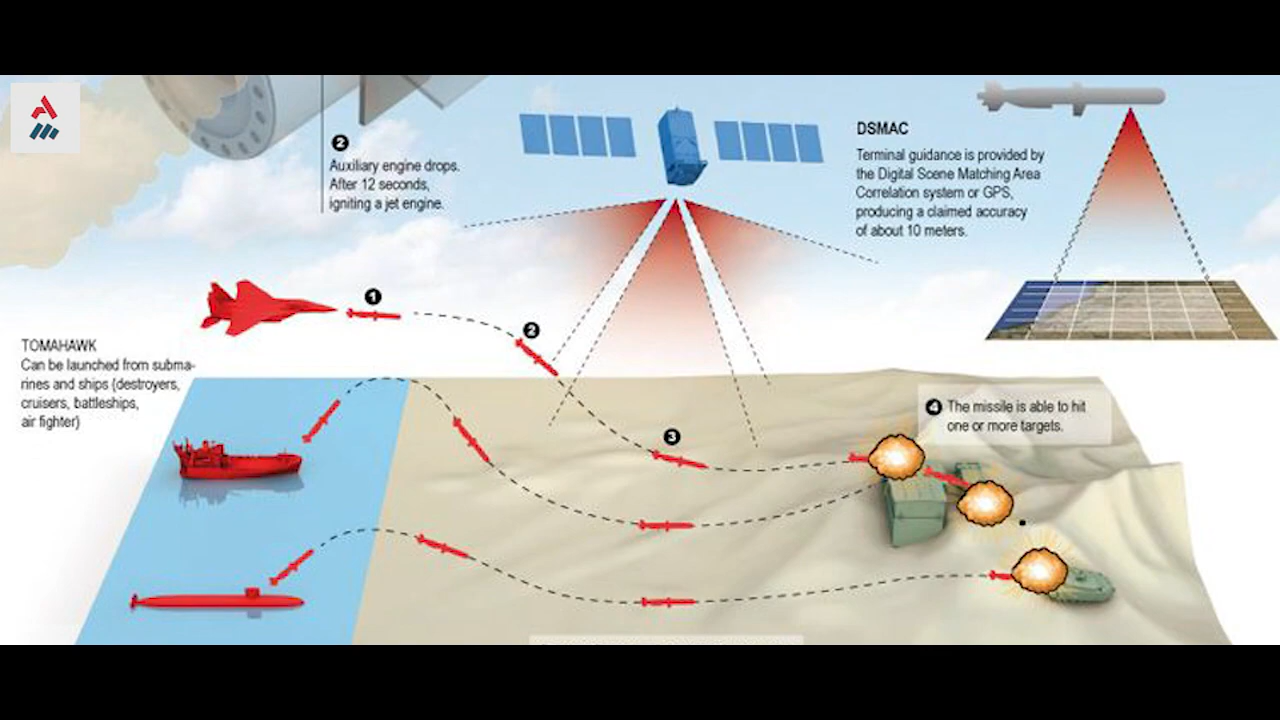 2
Auxiliary engine drops.
After 12 seconds,
igniting a jet engine.
DSMAC
Terminal guidance is provided by
the Digital Scene Matching Area
Correlation system or GPS,
producing a claimed accuracy
of about 10 meters.
1
2
TOMAHAWK
Can be launched from subma-
rines and ships (destroyers,
cruisers, battleships,
air fighter)
3
4 The missile is able to hit
one or more targets.